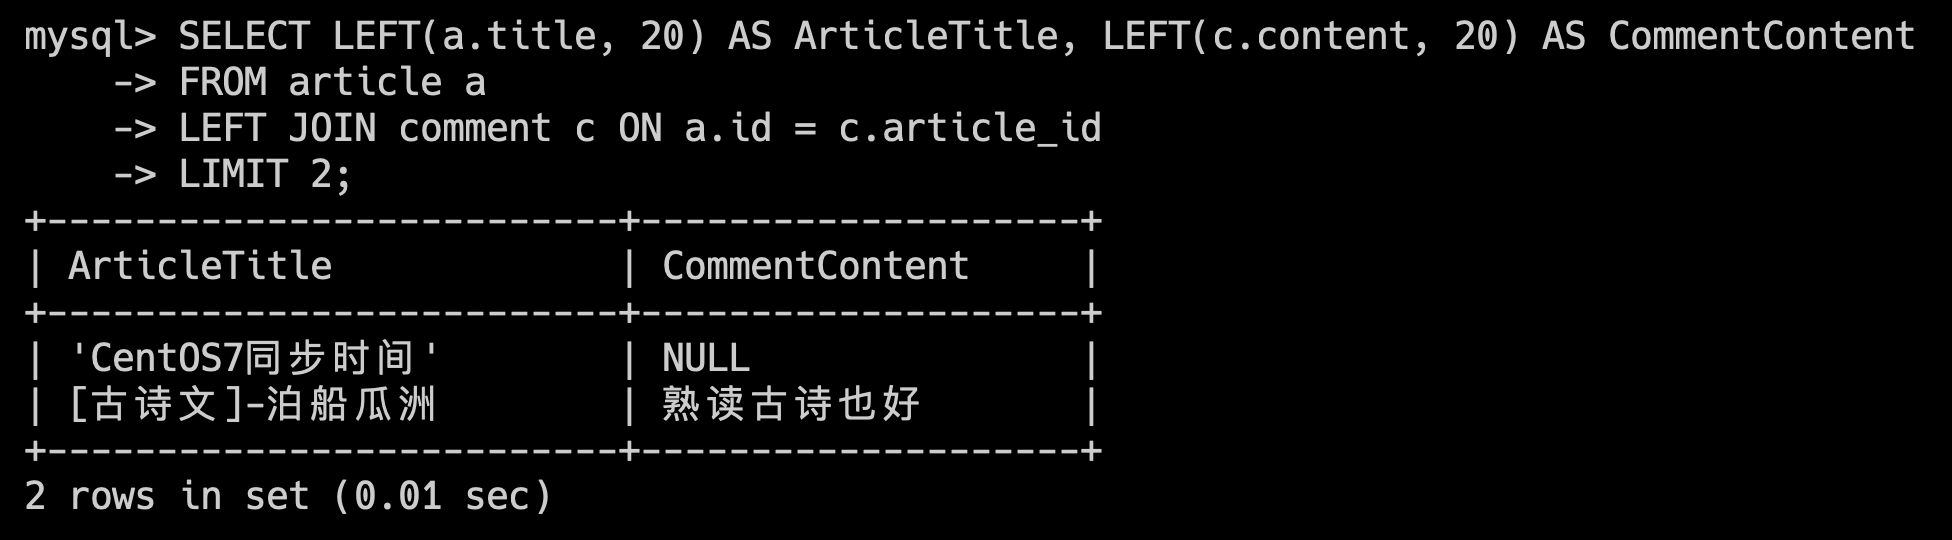 mysql> SELECT LEFT(a.title, 20) AS ArticleTitle, LEFT(c.content, 20) AS CommentContent
    -> FROM article a
    -> LEFT JOIN comment c ON a.id = c.article_id
    -> LIMIT 2;
+--------------------------+--------------------+
| ArticleTitle             | CommentContent     |
+--------------------------+--------------------+
| 'CentOS7同步时间'        | NULL               |
| [古诗文]-泊船瓜洲        | 熟读古诗也好       |
+--------------------------+--------------------+
2 rows in set (0.01 sec)